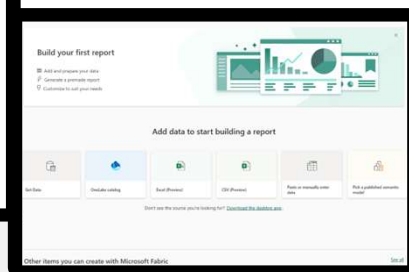 Build your first report
Add and prepare your data
Generate a premade report
Customize to suit your needs
Add data to start building a report
Get Data
OneLake catalog
Excel (Preview)
CSV (Preview)
Paste or manually enter data
Pick a published semantic model
Don't see the source you're looking for? Download the desktop app
Other items you can create with Microsoft Fabric
See all